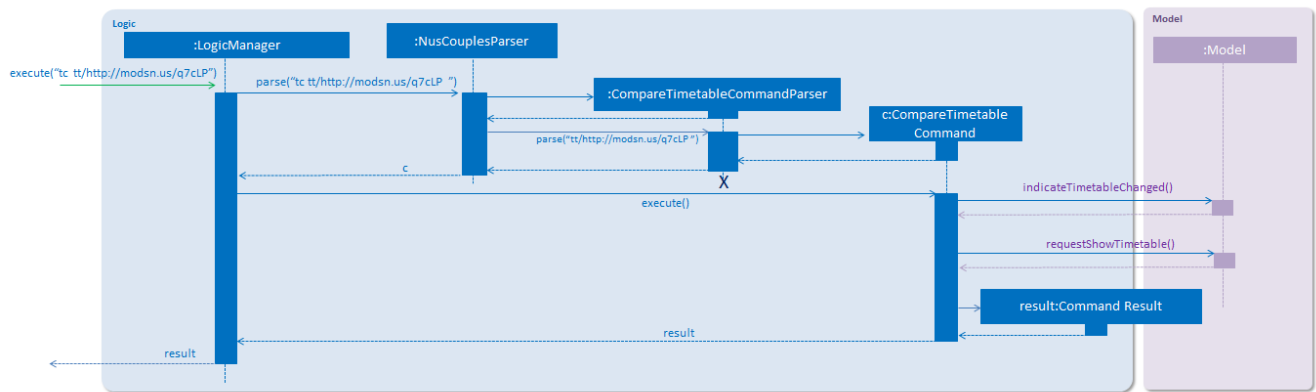 Logic
Model
:LogicManager
:NusCouplesParser
:Model
execute(“tc tt/http://modsn.us/q7cLP”)
parse(“tc tt/http://modsn.us/q7cLP ”)
:CompareTimetableCommandParser
c:CompareTimetable
Command
parse(“tt/http://modsn.us/q7cLP ”)
c
X
execute()
indicateTimetableChanged()
requestShowTimetable()
result:Command Result
result
result